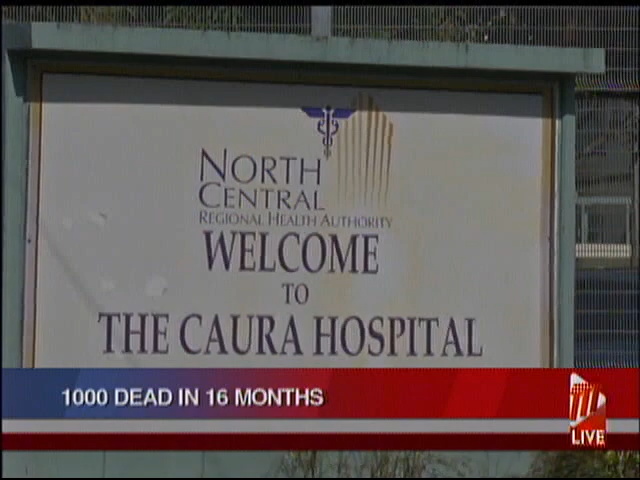 NORTH
CENTRAL
REGIONAL HEALTH AUTHORITY
WELCOME
TO
THE CAURA HOSPITAL
1000 DEAD IN 16 MONTHS
LIVE